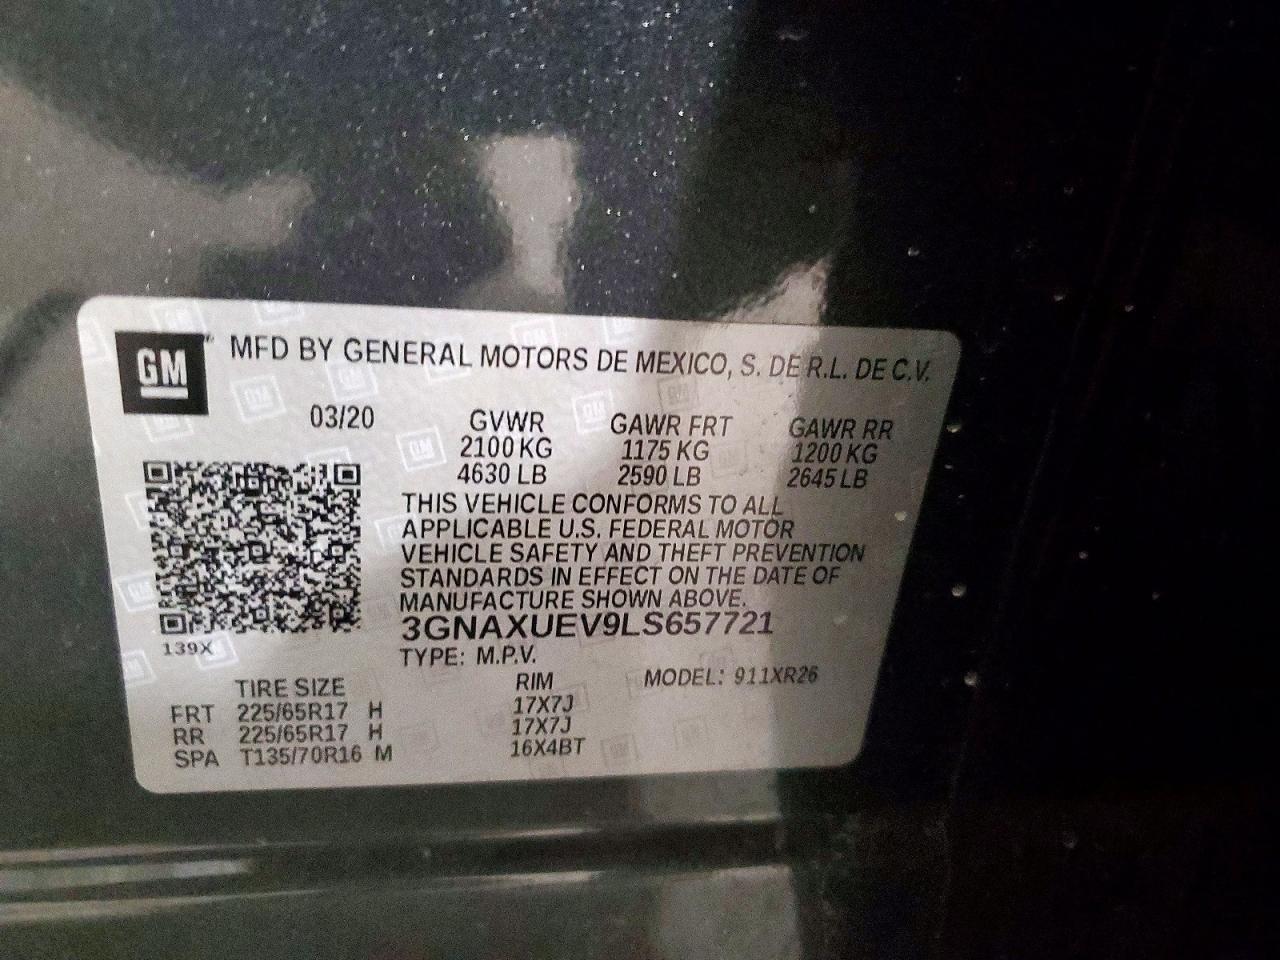 GM MFD BY GENERAL MOTORS DE MEXICO, S. DE R.L. DE C.V.
03/20 GVWR GAWR FRT GAWR RR
2100 KG 1175 KG 1200 KG
4630 LB 2590 LB 2645 LB
THIS VEHICLE CONFORMS TO ALL
APPLICABLE U.S. FEDERAL MOTOR
VEHICLE SAFETY AND THEFT PREVENTION
STANDARDS IN EFFECT ON THE DATE OF
MANUFACTURE SHOWN ABOVE.
3GNAXUEV9LS657721
139X
TYPE: M.P.V.
TIRE SIZE RIM MODEL: 911XR26
FRT 225/65R17 H 17X7J
RR 225/65R17 H 17X7J
SPA T135/70R16 M 16X4BT